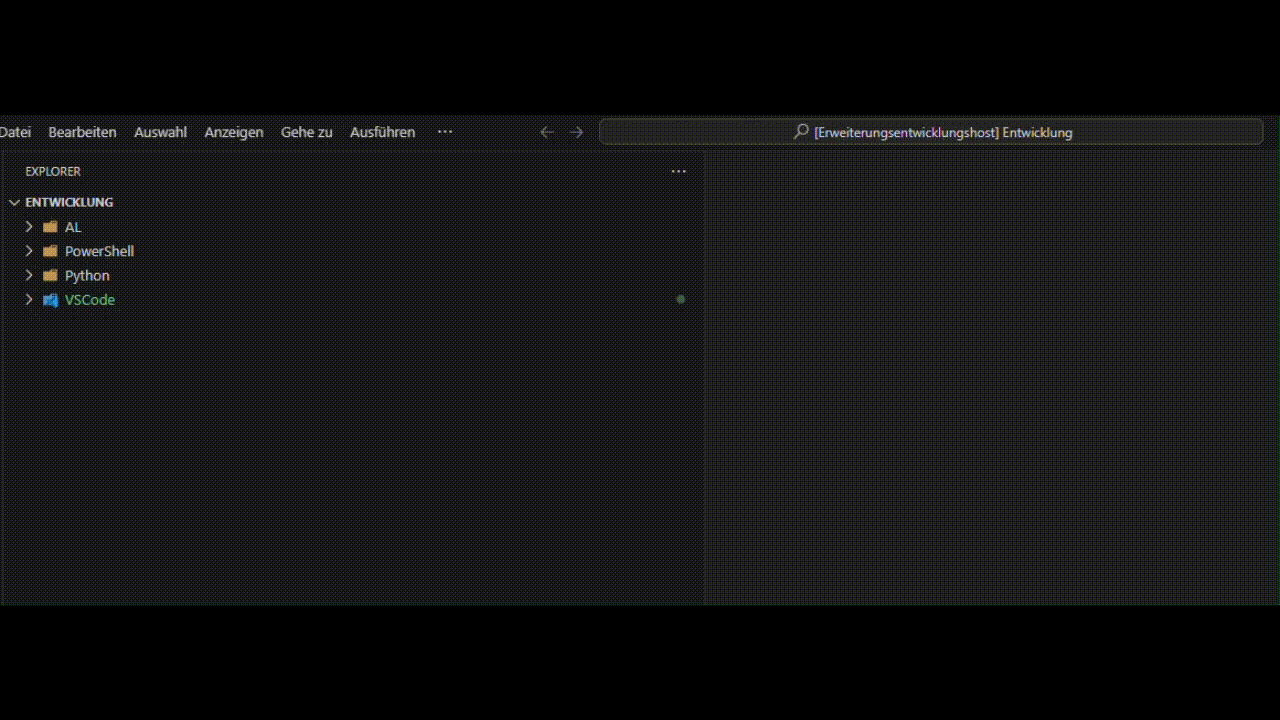 Datei Bearbeiten Auswahl Anzeigen Gehe zu Ausführen ··· [Erweiterungsentwicklungshost] Entwicklung
EXPLORER ···
ENTWICKLUNG
AL
PowerShell
Python
VSCode